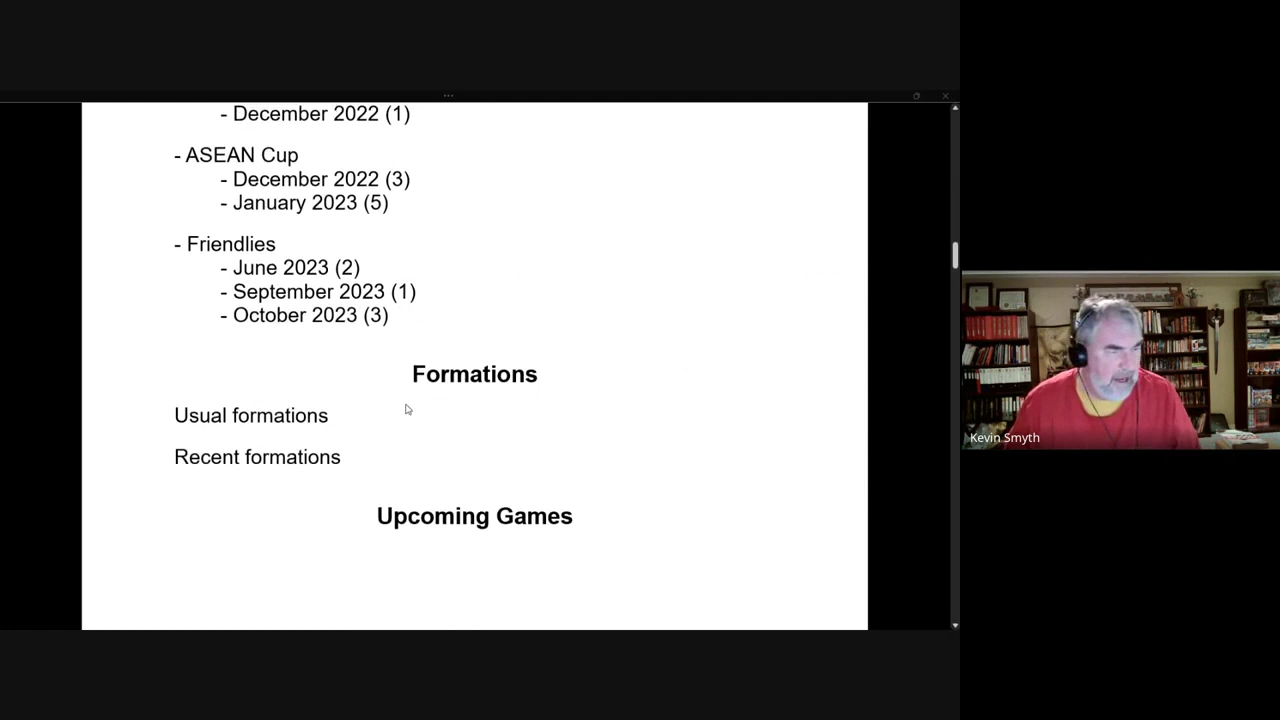 - December 2022 (1)
- ASEAN Cup
- December 2022 (3)
- January 2023 (5)
- Friendlies
- June 2023 (2)
- September 2023 (1)
- October 2023 (3)
Formations
Usual formations
Recent formations
Upcoming Games
Kevin Smyth